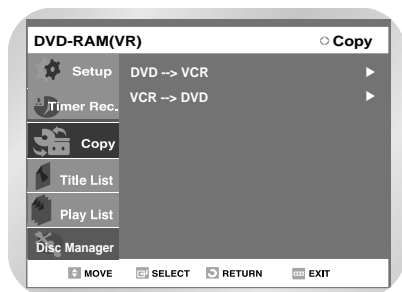 DVD-RAM(VR) Copy
Setup
DVD --> VCR ►
Timer Rec.
VCR --> DVD ►
Copy
Title List
Play List
Disc Manager
MOVE SELECT RETURN EXIT